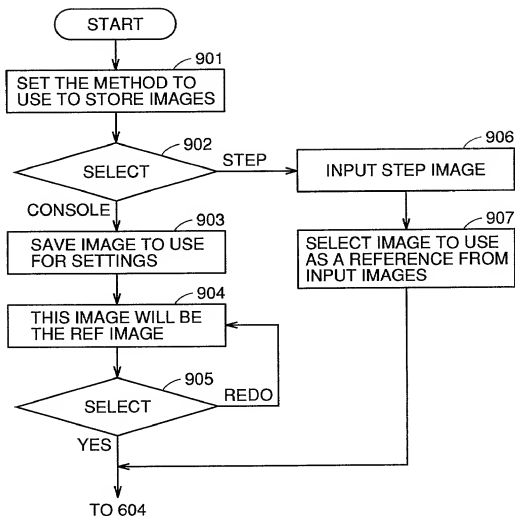 START
901
SET THE METHOD TO
USE TO STORE IMAGES
902
SELECT
STEP
CONSOLE
906
INPUT STEP IMAGE
903
SAVE IMAGE TO USE
FOR SETTINGS
907
SELECT IMAGE TO USE
AS A REFERENCE FROM
INPUT IMAGES
904
THIS IMAGE WILL BE
THE REF IMAGE
905
SELECT
REDO
YES
TO 604